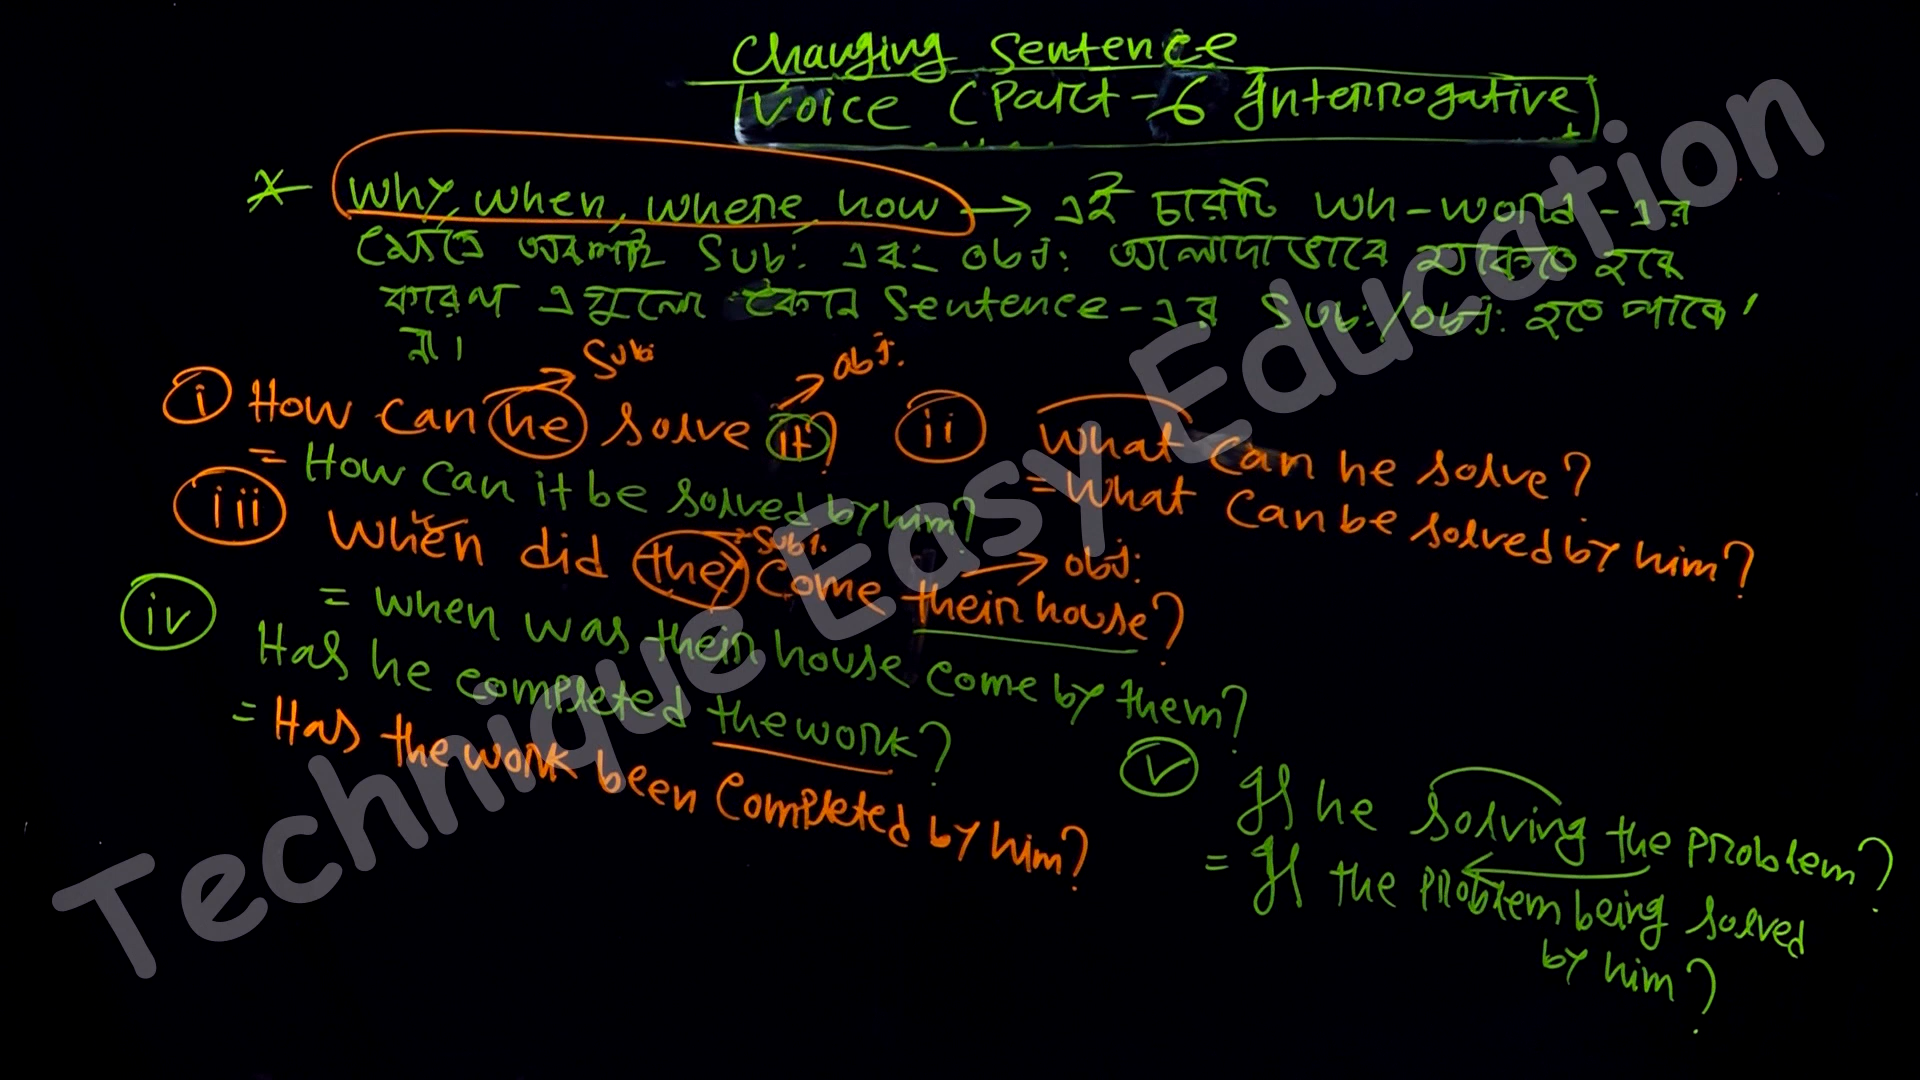 Changing Sentence
Voice (Part-6 Interrogative)
* Why, when, where, how → এই চারটি wh-word-এর
ক্ষেত্রে অবশ্যই Sub: এবং obj: আলাদাভাবে থাকতে হবে
কারণ এগুলো কোন Sentence-এর Sub:/obj: হতে পারে
না।
Sub: obj:
i How can he solve it?
= How can it be solved by him?
ii What can he solve?
= What can be solved by him?
iii When did they come their house?
Subj: obj:
= when was their house come by them?
iv Has he completed the work?
= Has the work been completed by him?
v Is he solving the problem?
= Is the problem being solved
by him?
Technique Easy Education